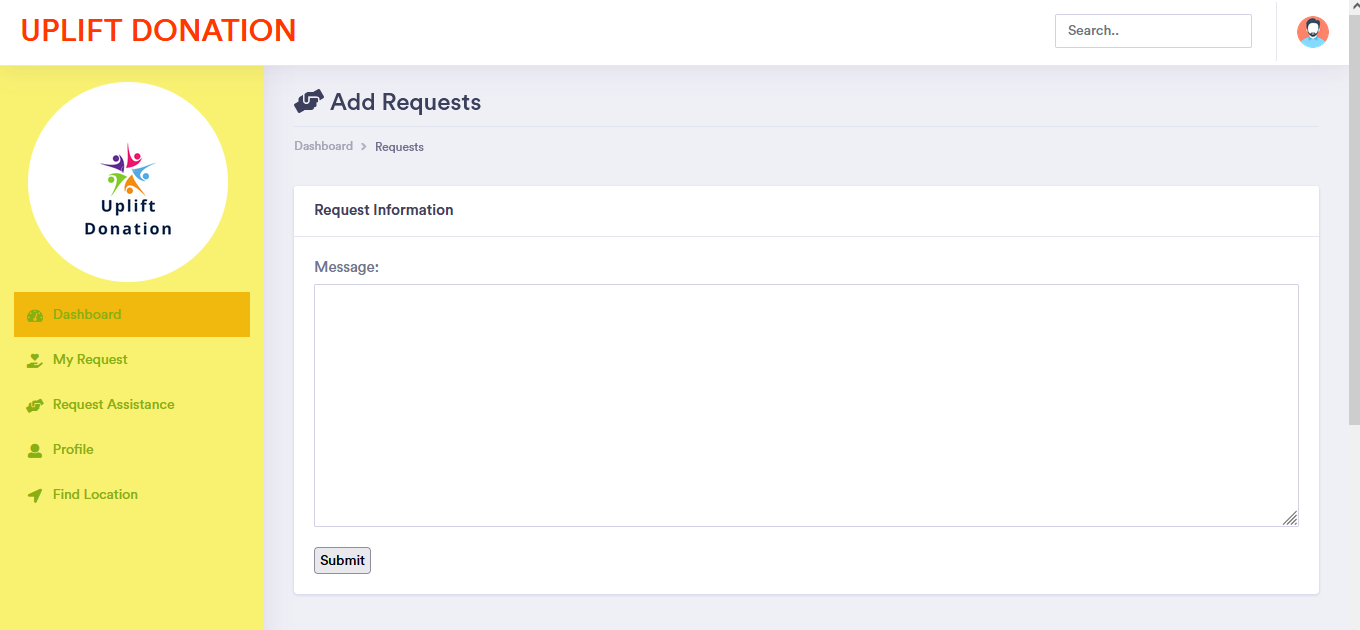 UPLIFT DONATION
Search..
Uplift
Donation
Dashboard
My Request
Request Assistance
Profile
Find Location
Add Requests
Dashboard > Requests
Request Information
Message:
Submit